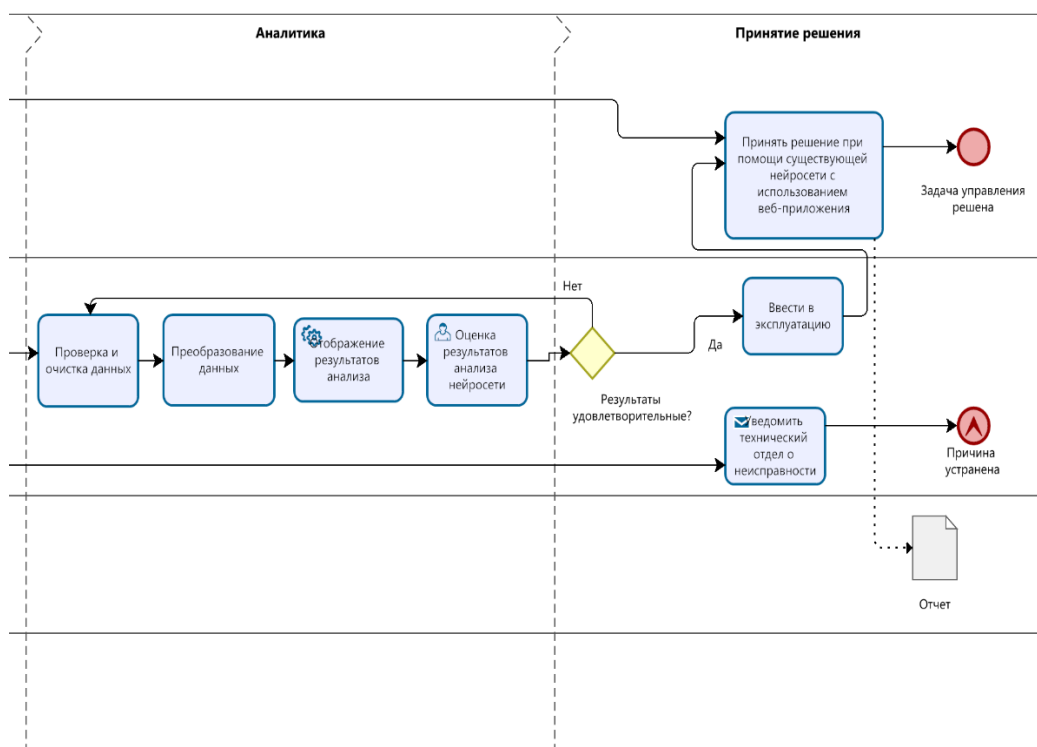 Аналитика
Принятие решения
Принять решение при
помощи существующей
нейросети с
использованием
веб-приложения
Задача управления
решена
Нет
Проверка и
очистка данных
Преобразование
данных
Отображение
результатов
анализа
Оценка
результатов
анализа
нейросети
Результаты
удовлетворительные?
Да
Ввести в
эксплуатацию
Уведомить
технический
отдел о
неисправности
Причина
устранена
Отчет